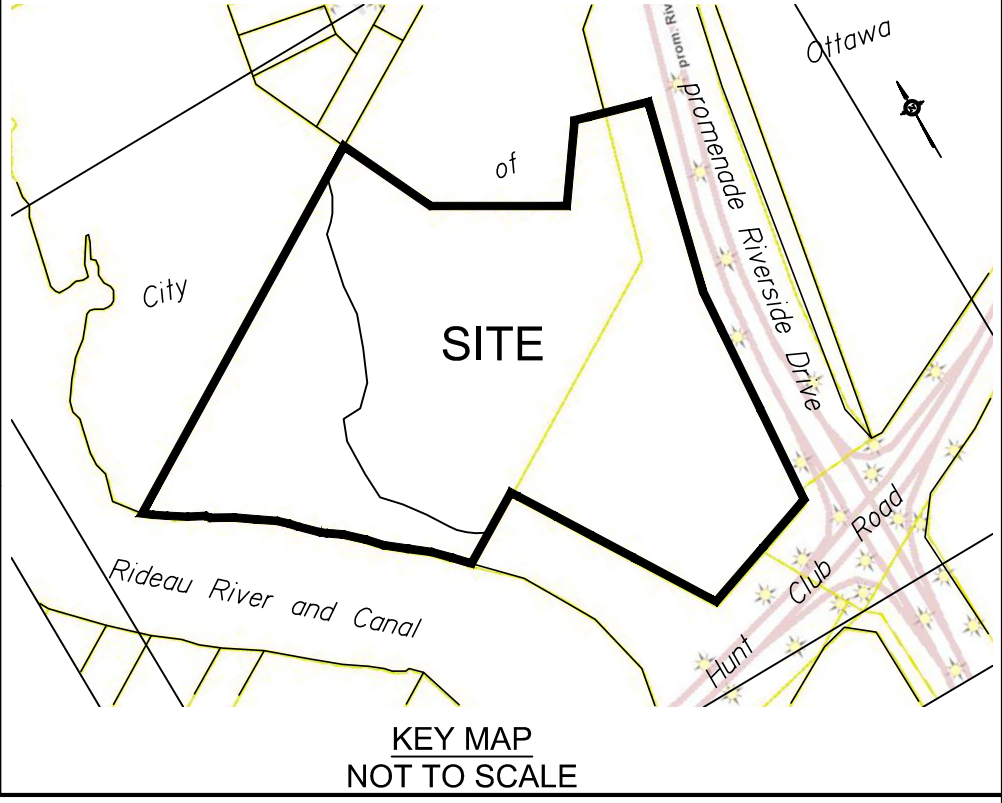 prom. Riv
Ottawa
promenade Riverside Drive
of
City
SITE
Hunt Club Road
Rideau River and Canal
KEY MAP
NOT TO SCALE